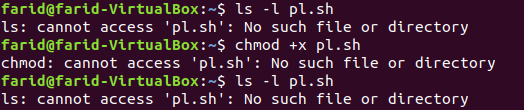 farid@farid-VirtualBox:~$ ls -l pl.sh
ls: cannot access 'pl.sh': No such file or directory
farid@farid-VirtualBox:~$ chmod +x pl.sh
chmod: cannot access 'pl.sh': No such file or directory
farid@farid-VirtualBox:~$ ls -l pl.sh
ls: cannot access 'pl.sh': No such file or directory